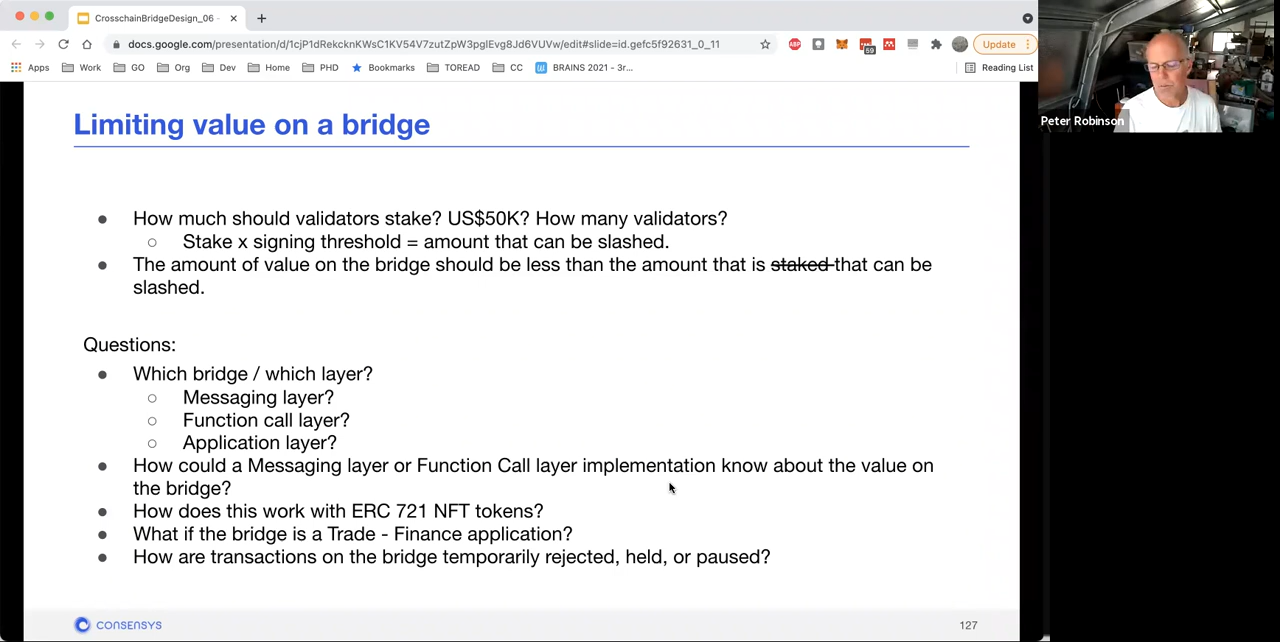 CrosschainBridgeDesign_06 -
docs.google.com/presentation/d/1cjP1dRekcknKWsC1KV54V7zutZpW3pglEvg8Jd6VUVw/edit#slide=id.gefc5f92631_0_11
ABP
59
Update
Apps
Work
GO
Org
Dev
Home
PHD
Bookmarks
TOREAD
CC
BRAINS 2021 - 3r...
Reading List
Peter Robinson
Limiting value on a bridge
● How much should validators stake? US$50K? How many validators?
○ Stake x signing threshold = amount that can be slashed.
● The amount of value on the bridge should be less than the amount that is staked that can be
slashed.
Questions:
● Which bridge / which layer?
○ Messaging layer?
○ Function call layer?
○ Application layer?
● How could a Messaging layer or Function Call layer implementation know about the value on
the bridge?
● How does this work with ERC 721 NFT tokens?
● What if the bridge is a Trade - Finance application?
● How are transactions on the bridge temporarily rejected, held, or paused?
CONSENSYS
127